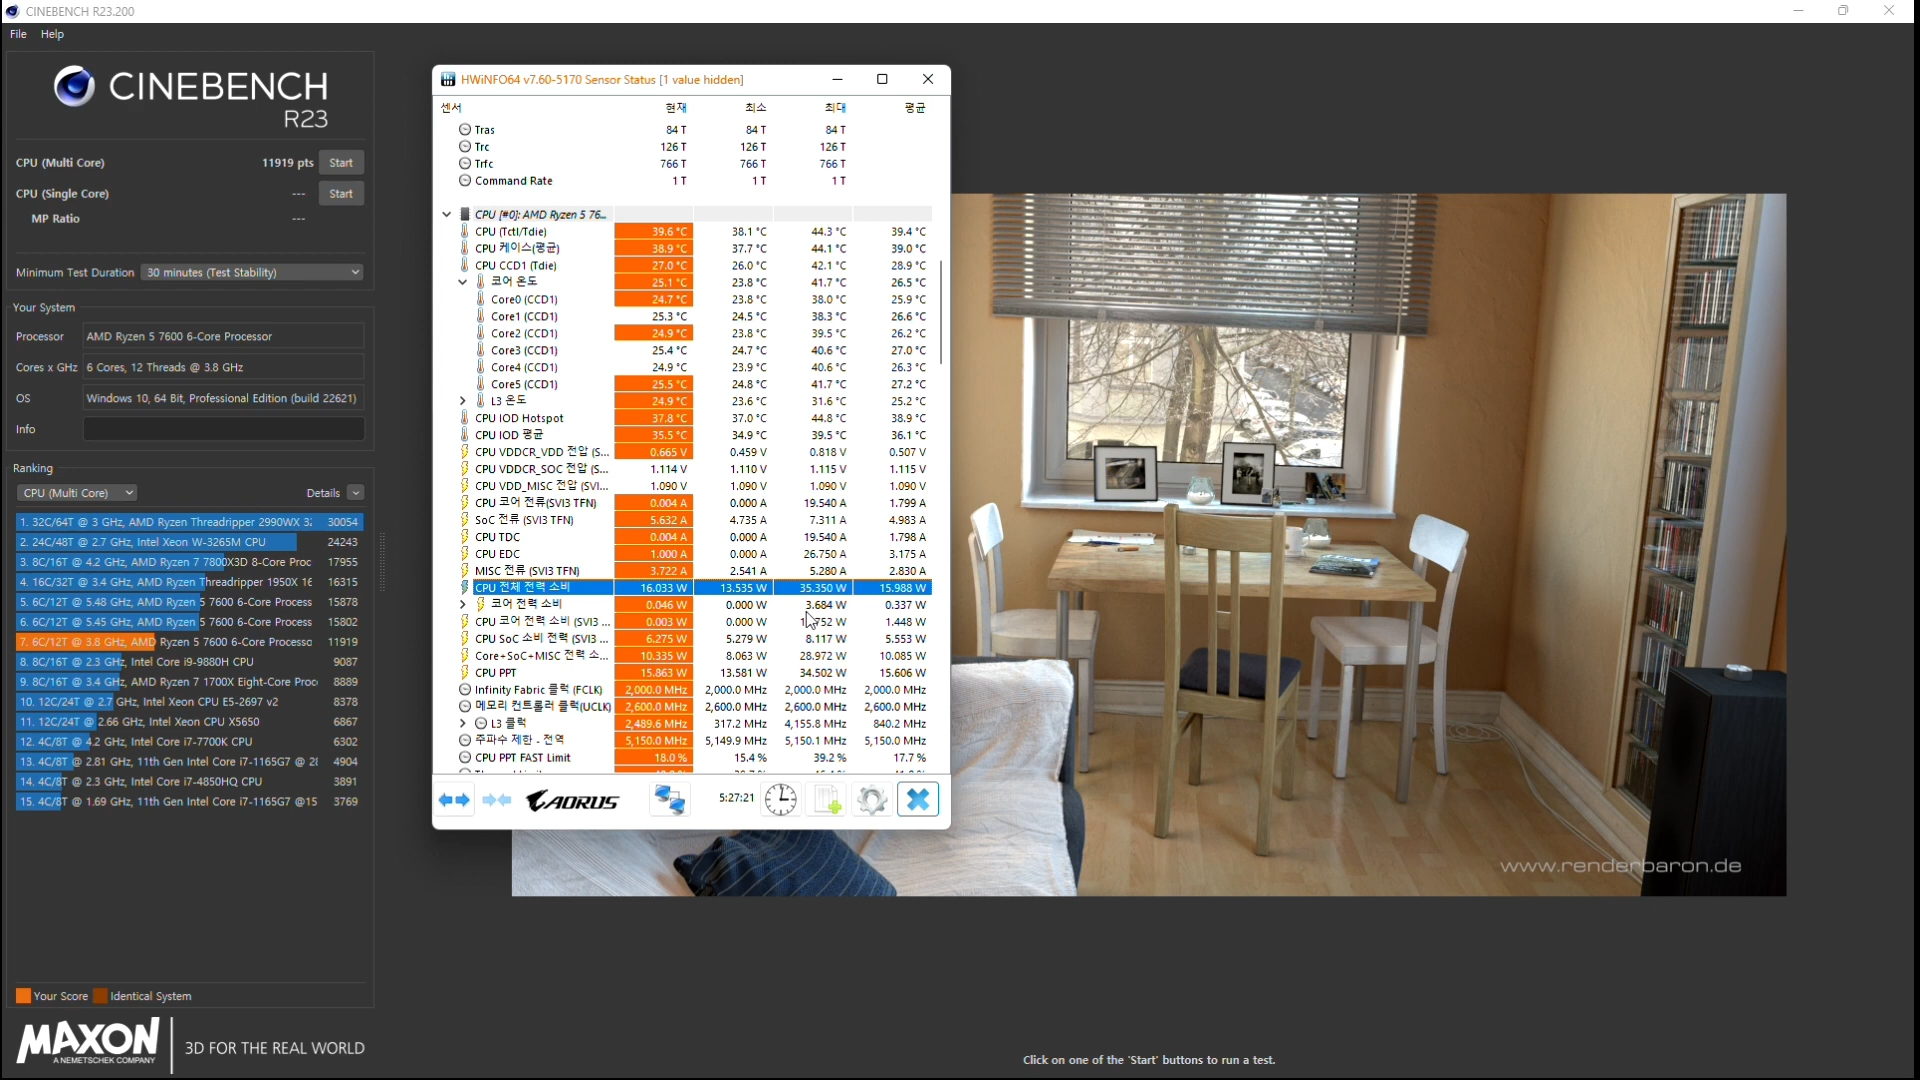 CINEBENCH R23.200
File Help
CINEBENCH
R23
CPU (Multi Core) 11919 pts Start
CPU (Single Core) --- Start
MP Ratio ---
Minimum Test Duration 30 minutes (Test Stability)
Your System
Processor AMD Ryzen 5 7600 6-Core Processor
Cores x GHz 6 Cores, 12 Threads @ 3.8 GHz
OS Windows 10, 64 Bit, Professional Edition (build 22621)
Info
Ranking
CPU (Multi Core) Details
1. 32C/64T @ 3 GHz, AMD Ryzen Threadripper 2990WX 32 30054
2. 24C/48T @ 2.7 GHz, Intel Xeon W-3265M CPU 24243
3. 8C/16T @ 4.2 GHz, AMD Ryzen 7 7800X3D 8-Core Proc 17955
4. 16C/32T @ 3.4 GHz, AMD Ryzen Threadripper 1950X 16 16315
5. 6C/12T @ 5.48 GHz, AMD Ryzen 5 7600 6-Core Process 15878
6. 6C/12T @ 5.45 GHz, AMD Ryzen 5 7600 6-Core Process 15802
7. 6C/12T @ 3.8 GHz, AMD Ryzen 5 7600 6-Core Processo 11919
8. 8C/16T @ 2.3 GHz, Intel Core i9-9880H CPU 9087
9. 8C/16T @ 3.4 GHz, AMD Ryzen 7 1700X Eight-Core Proc 8889
10. 12C/24T @ 2.7 GHz, Intel Xeon CPU E5-2697 v2 8378
11. 12C/24T @ 2.66 GHz, Intel Xeon CPU X5650 6867
12. 4C/8T @ 4.2 GHz, Intel Core i7-7700K CPU 6302
13. 4C/8T @ 2.81 GHz, 11th Gen Intel Core i7-1165G7 @ 28 4904
14. 4C/8T @ 2.3 GHz, Intel Core i7-4850HQ CPU 3891
15. 4C/8T @ 1.69 GHz, 11th Gen Intel Core i7-1165G7 @15 3769
Your Score Identical System
MAXON
A NEMETSCHEK COMPANY
3D FOR THE REAL WORLD
HWiNFO64 v7.60-5170 Sensor Status [1 value hidden]
센서 현재 최소 최대 평균
Tras 84 T 84 T 84 T
Trc 126 T 126 T 126 T
Trfc 766 T 766 T 766 T
Command Rate 1 T 1 T 1 T
CPU [#0]: AMD Ryzen 5 76...
CPU (Tctl/Tdie) 39.6 °C 38.1 °C 44.3 °C 39.4 °C
CPU 케이스(평균) 38.9 °C 37.7 °C 44.1 °C 39.0 °C
CPU CCD1 (Tdie) 27.0 °C 26.0 °C 42.1 °C 28.9 °C
코어 온도 25.1 °C 23.8 °C 41.7 °C 26.5 °C
Core0 (CCD1) 24.7 °C 23.8 °C 38.0 °C 25.9 °C
Core1 (CCD1) 25.3 °C 24.5 °C 38.3 °C 26.6 °C
Core2 (CCD1) 24.9 °C 23.8 °C 39.5 °C 26.2 °C
Core3 (CCD1) 25.4 °C 24.7 °C 40.6 °C 27.0 °C
Core4 (CCD1) 24.9 °C 23.9 °C 40.6 °C 26.3 °C
Core5 (CCD1) 25.5 °C 24.8 °C 41.7 °C 27.2 °C
L3 온도 24.9 °C 23.6 °C 31.6 °C 25.2 °C
CPU IOD Hotspot 37.8 °C 37.0 °C 44.8 °C 38.9 °C
CPU IOD 평균 35.5 °C 34.9 °C 39.5 °C 36.1 °C
CPU VDDCR_VDD 전압 (S... 0.665 V 0.459 V 0.818 V 0.507 V
CPU VDDCR_SOC 전압 (S... 1.114 V 1.110 V 1.115 V 1.115 V
CPU VDD_MISC 전압 (SVI... 1.090 V 1.090 V 1.090 V 1.090 V
CPU 코어 전류(SVI3 TFN) 0.004 A 0.000 A 19.540 A 1.799 A
SoC 전류 (SVI3 TFN) 5.632 A 4.735 A 7.311 A 4.983 A
CPU TDC 0.004 A 0.000 A 19.540 A 1.798 A
CPU EDC 1.000 A 0.000 A 26.750 A 3.175 A
MISC 전류 (SVI3 TFN) 3.722 A 2.541 A 5.280 A 2.830 A
CPU 전체 전력 소비 16.033 W 13.535 W 35.350 W 15.988 W
코어 전력 소비 0.046 W 0.000 W 3.684 W 0.337 W
CPU 코어 전력 소비 (SVI3 ... 0.003 W 0.000 W 752 W 1.448 W
CPU SoC 소비 전력 (SVI3 ... 6.275 W 5.279 W 8.117 W 5.553 W
Core+SoC+MISC 전력 소... 10.335 W 8.063 W 28.972 W 10.085 W
CPU PPT 15.863 W 13.581 W 34.502 W 15.606 W
Infinity Fabric 클럭 (FCLK) 2,000.0 MHz 2,000.0 MHz 2,000.0 MHz 2,000.0 MHz
메모리 컨트롤러 클럭(UCLK) 2,600.0 MHz 2,600.0 MHz 2,600.0 MHz 2,600.0 MHz
L3 클럭 2,489.6 MHz 317.2 MHz 4,155.8 MHz 840.2 MHz
주파수 제한 - 전역 5,150.0 MHz 5,149.9 MHz 5,150.1 MHz 5,150.0 MHz
CPU PPT FAST Limit 18.0 % 15.4 % 39.2 % 17.7 %
AORUS
5:27:21
www.renderbaron.de
Click on one of the 'Start' buttons to run a test.